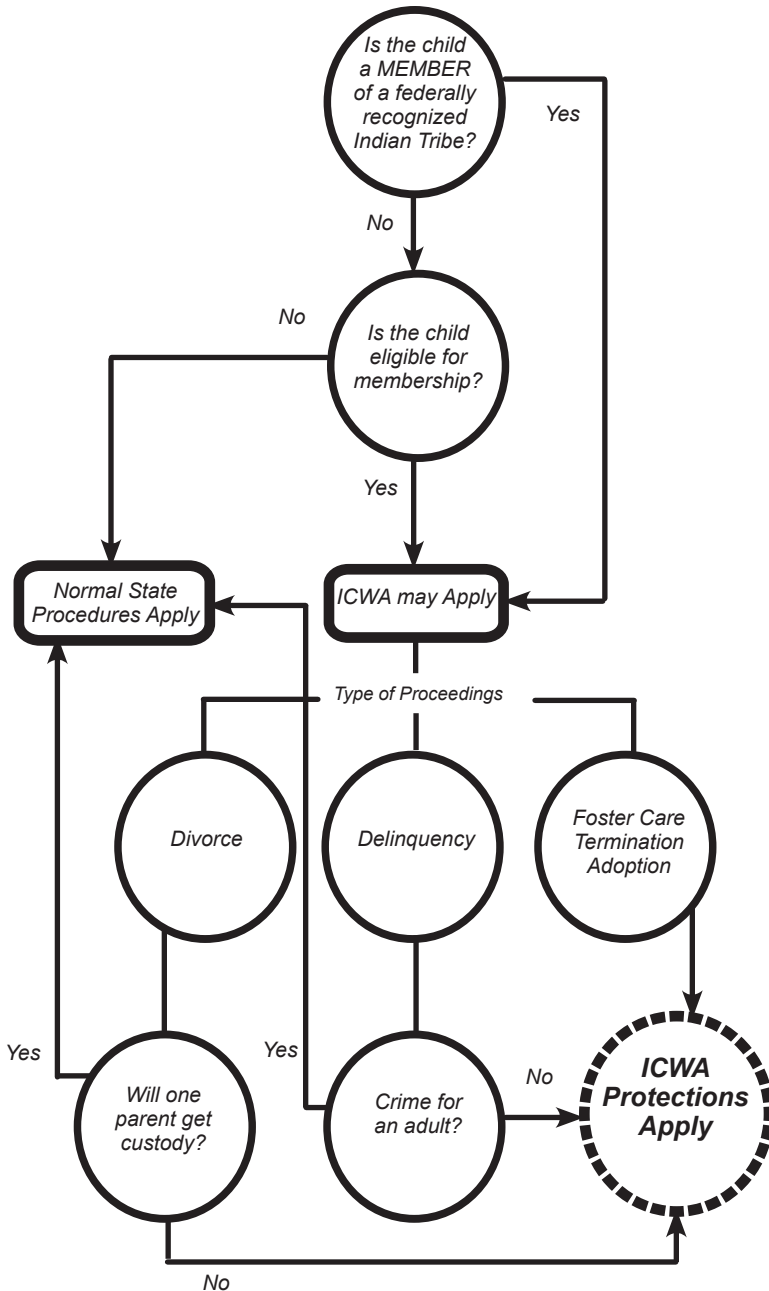 Is the child
a MEMBER
of a federally
recognized
Indian Tribe?
Yes
No
No
Is the child
eligible for
membership?
Yes
Normal State
Procedures Apply
ICWA may Apply
Type of Proceedings
Divorce
Delinquency
Foster Care
Termination
Adoption
Yes
Will one
parent get
custody?
Yes
Crime for
an adult?
No
ICWA
Protections
Apply
No